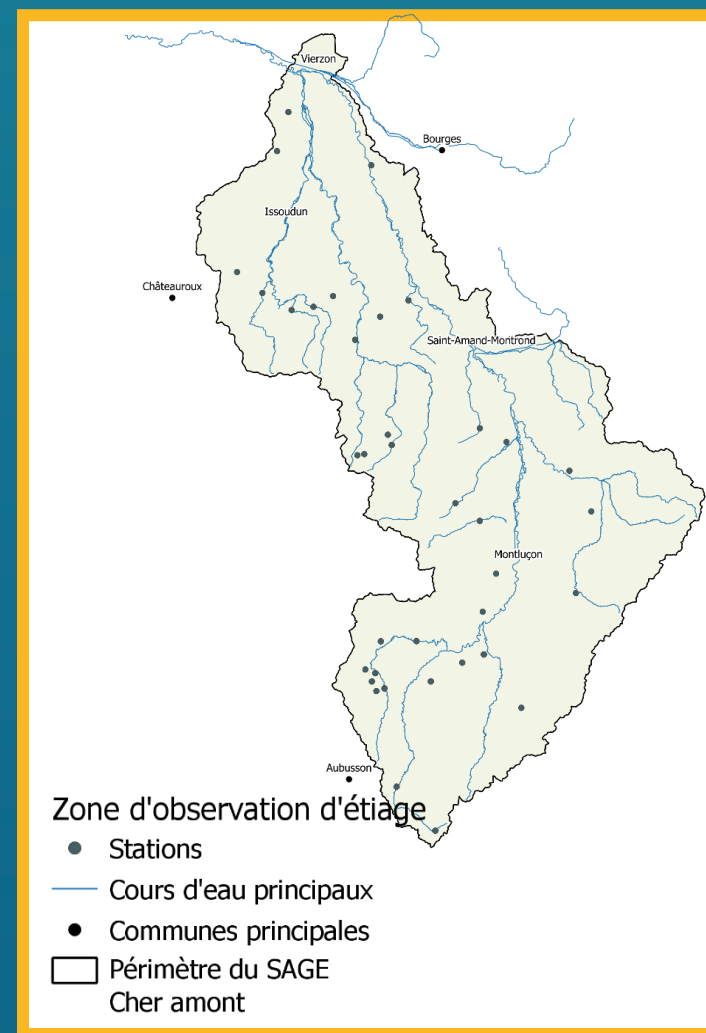 Vierzon
Bourges
Issoudun
Châteauroux
Saint-Amand-Montrond
Montluçon
Aubusson
Zone d'observation d'étiage
Stations
Cours d'eau principaux
Communes principales
Périmètre du SAGE
Cher amont